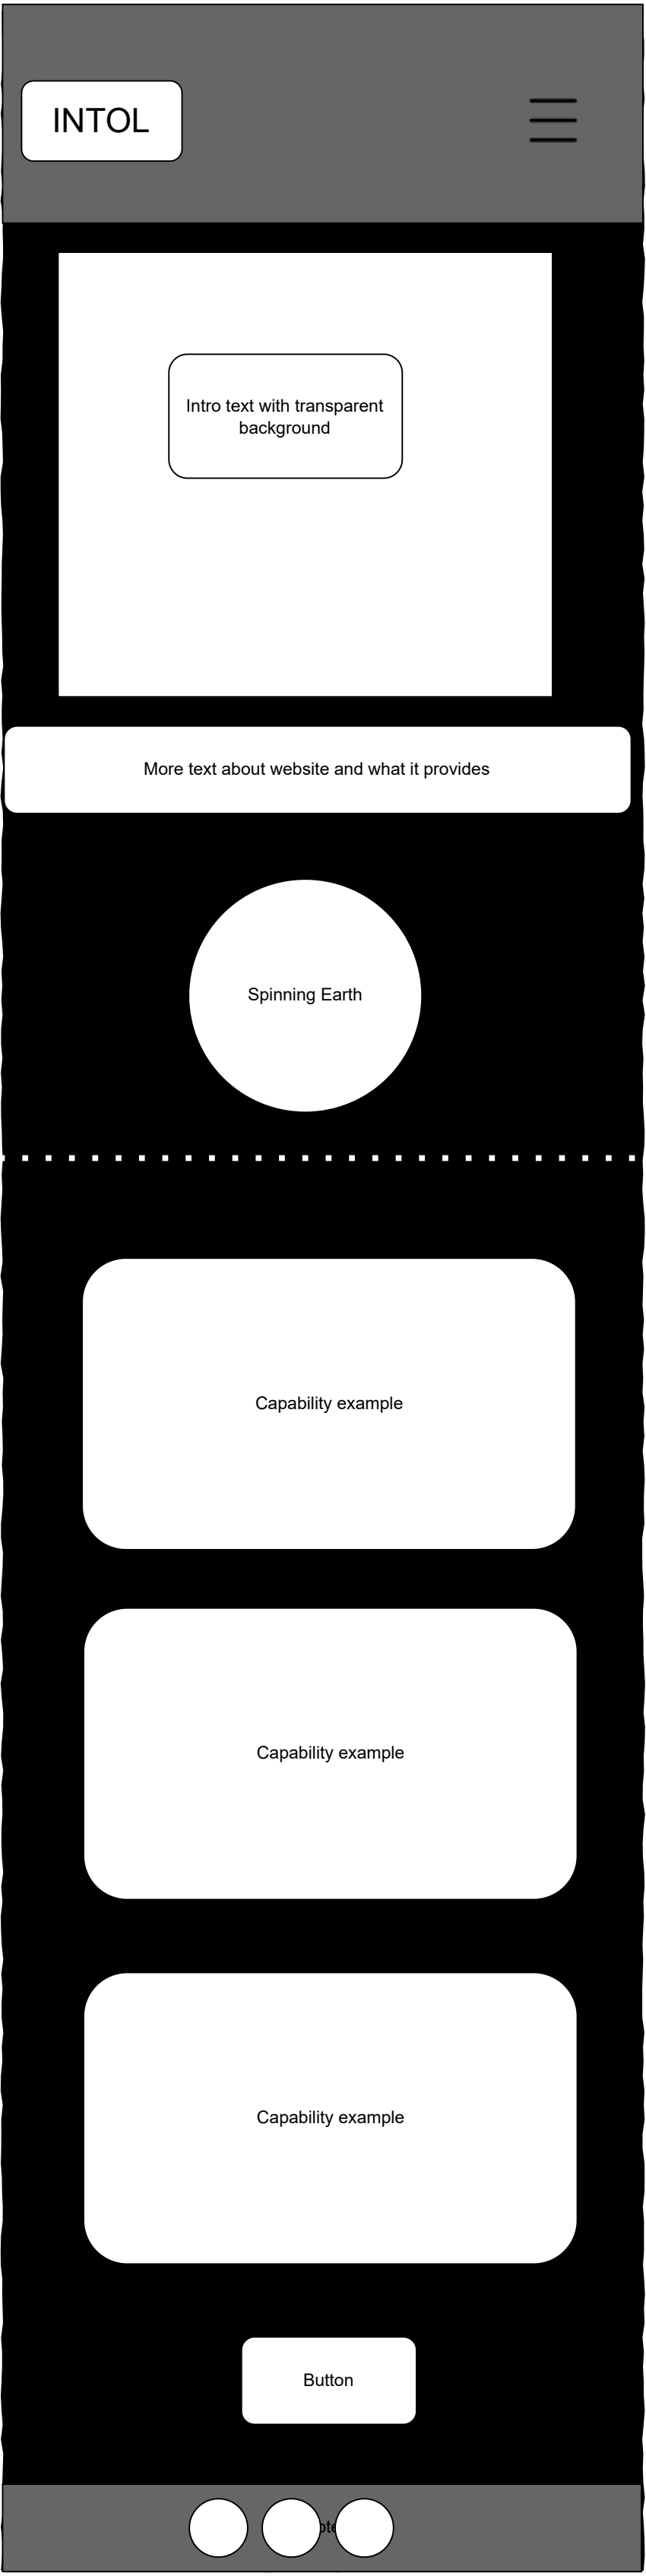 INTOL
Intro text with transparent
background
More text about website and what it provides
Spinning Earth
Capability example
Capability example
Capability example
Button